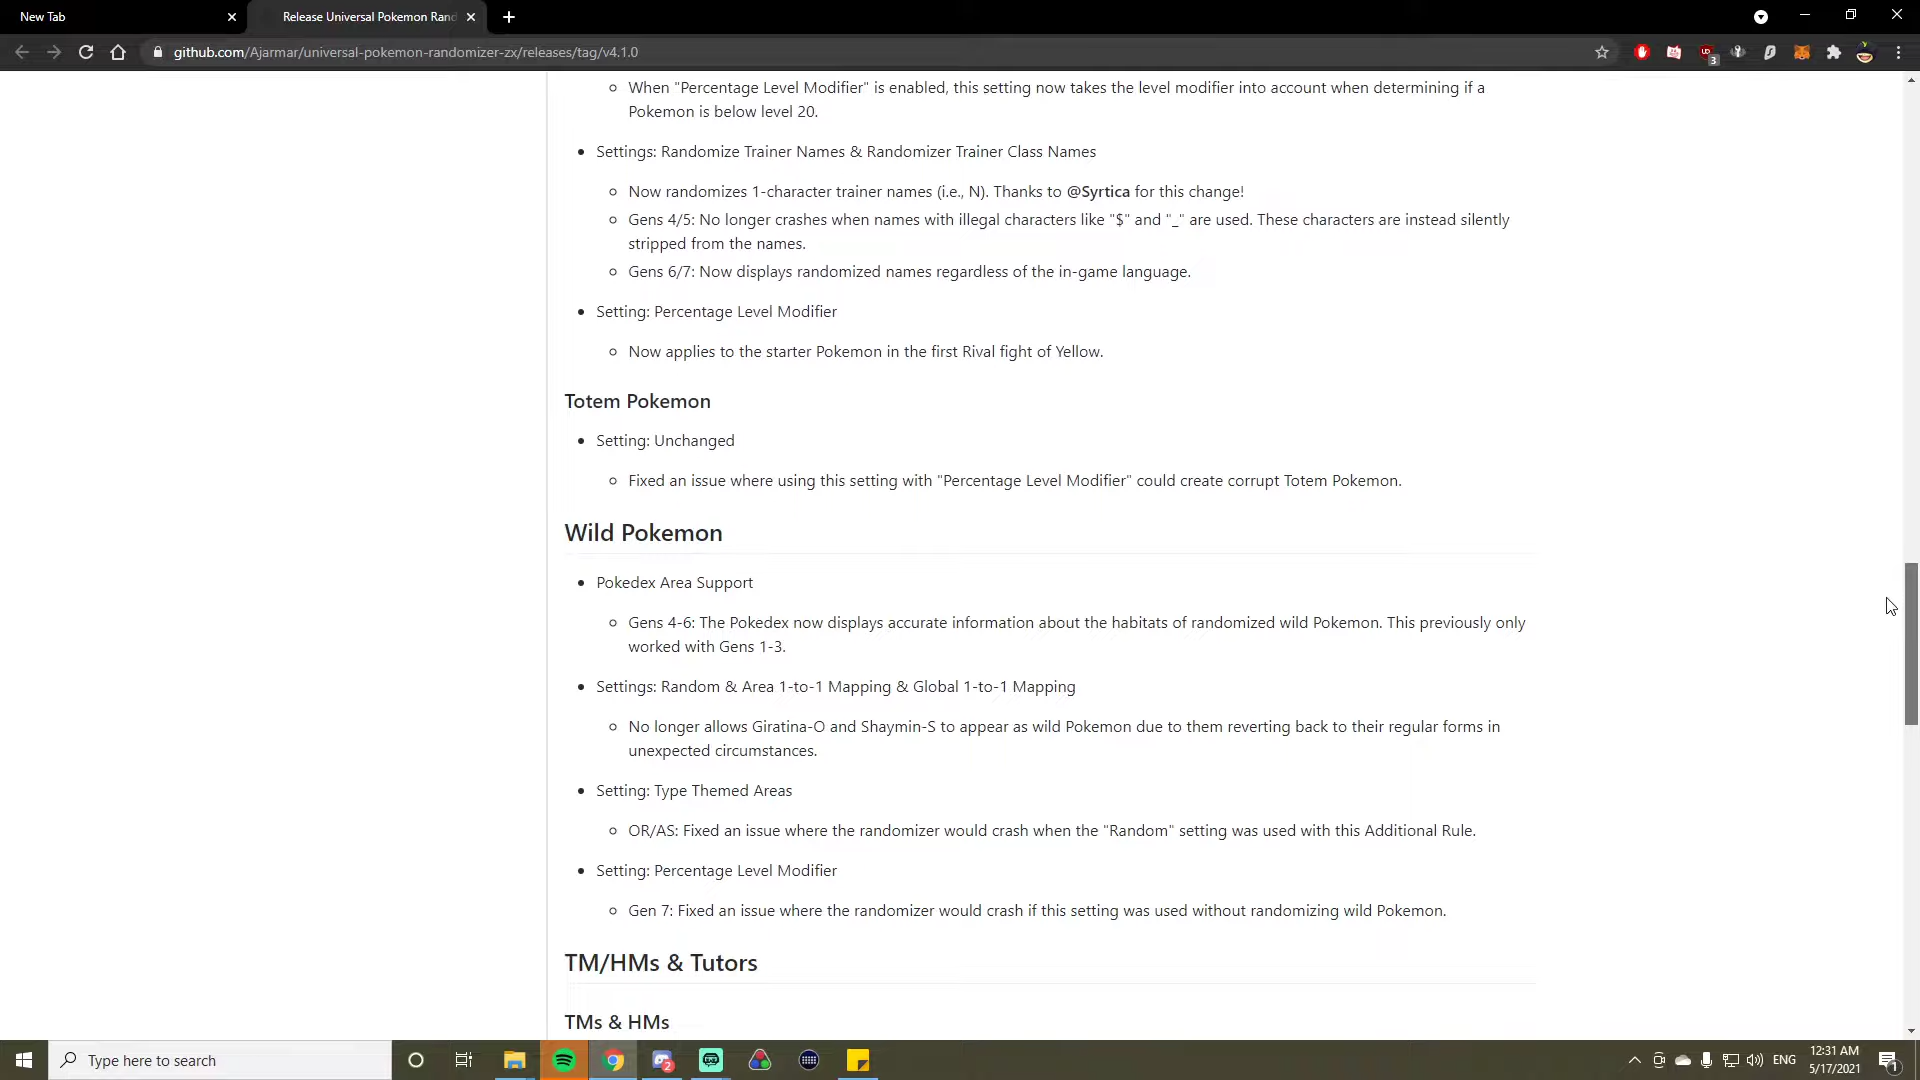 New Tab
Release Universal Pokemon Rand
github.com/Ajarmar/universal-pokemon-randomizer-zx/releases/tag/v4.1.0
3
When "Percentage Level Modifier" is enabled, this setting now takes the level modifier into account when determining if a
Pokemon is below level 20.
Settings: Randomize Trainer Names & Randomizer Trainer Class Names
Now randomizes 1-character trainer names (i.e., N). Thanks to @Syrtica for this change!
Gens 4/5: No longer crashes when names with illegal characters like "$" and "_" are used. These characters are instead silently
stripped from the names.
Gens 6/7: Now displays randomized names regardless of the in-game language.
Setting: Percentage Level Modifier
Now applies to the starter Pokemon in the first Rival fight of Yellow.
Totem Pokemon
Setting: Unchanged
Fixed an issue where using this setting with "Percentage Level Modifier" could create corrupt Totem Pokemon.
Wild Pokemon
Pokedex Area Support
Gens 4-6: The Pokedex now displays accurate information about the habitats of randomized wild Pokemon. This previously only
worked with Gens 1-3.
Settings: Random & Area 1-to-1 Mapping & Global 1-to-1 Mapping
No longer allows Giratina-O and Shaymin-S to appear as wild Pokemon due to them reverting back to their regular forms in
unexpected circumstances.
Setting: Type Themed Areas
OR/AS: Fixed an issue where the randomizer would crash when the "Random" setting was used with this Additional Rule.
Setting: Percentage Level Modifier
Gen 7: Fixed an issue where the randomizer would crash if this setting was used without randomizing wild Pokemon.
TM/HMs & Tutors
TMs & HMs
Type here to search
2
ENG
12:31 AM
5/17/2021
1